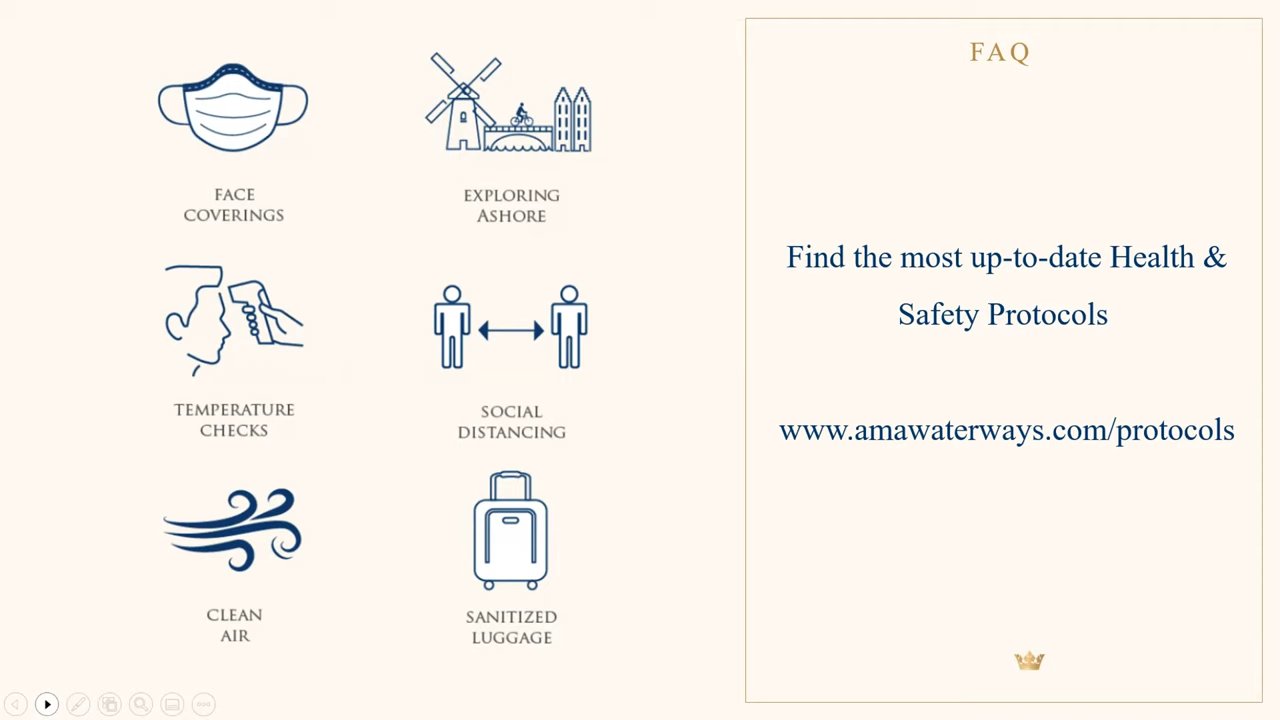 FACE
COVERINGS
EXPLORING
ASHORE
TEMPERATURE
CHECKS
SOCIAL
DISTANCING
CLEAN
AIR
SANITIZED
LUGGAGE
FAQ
Find the most up-to-date Health &
Safety Protocols
www.amawaterways.com/protocols